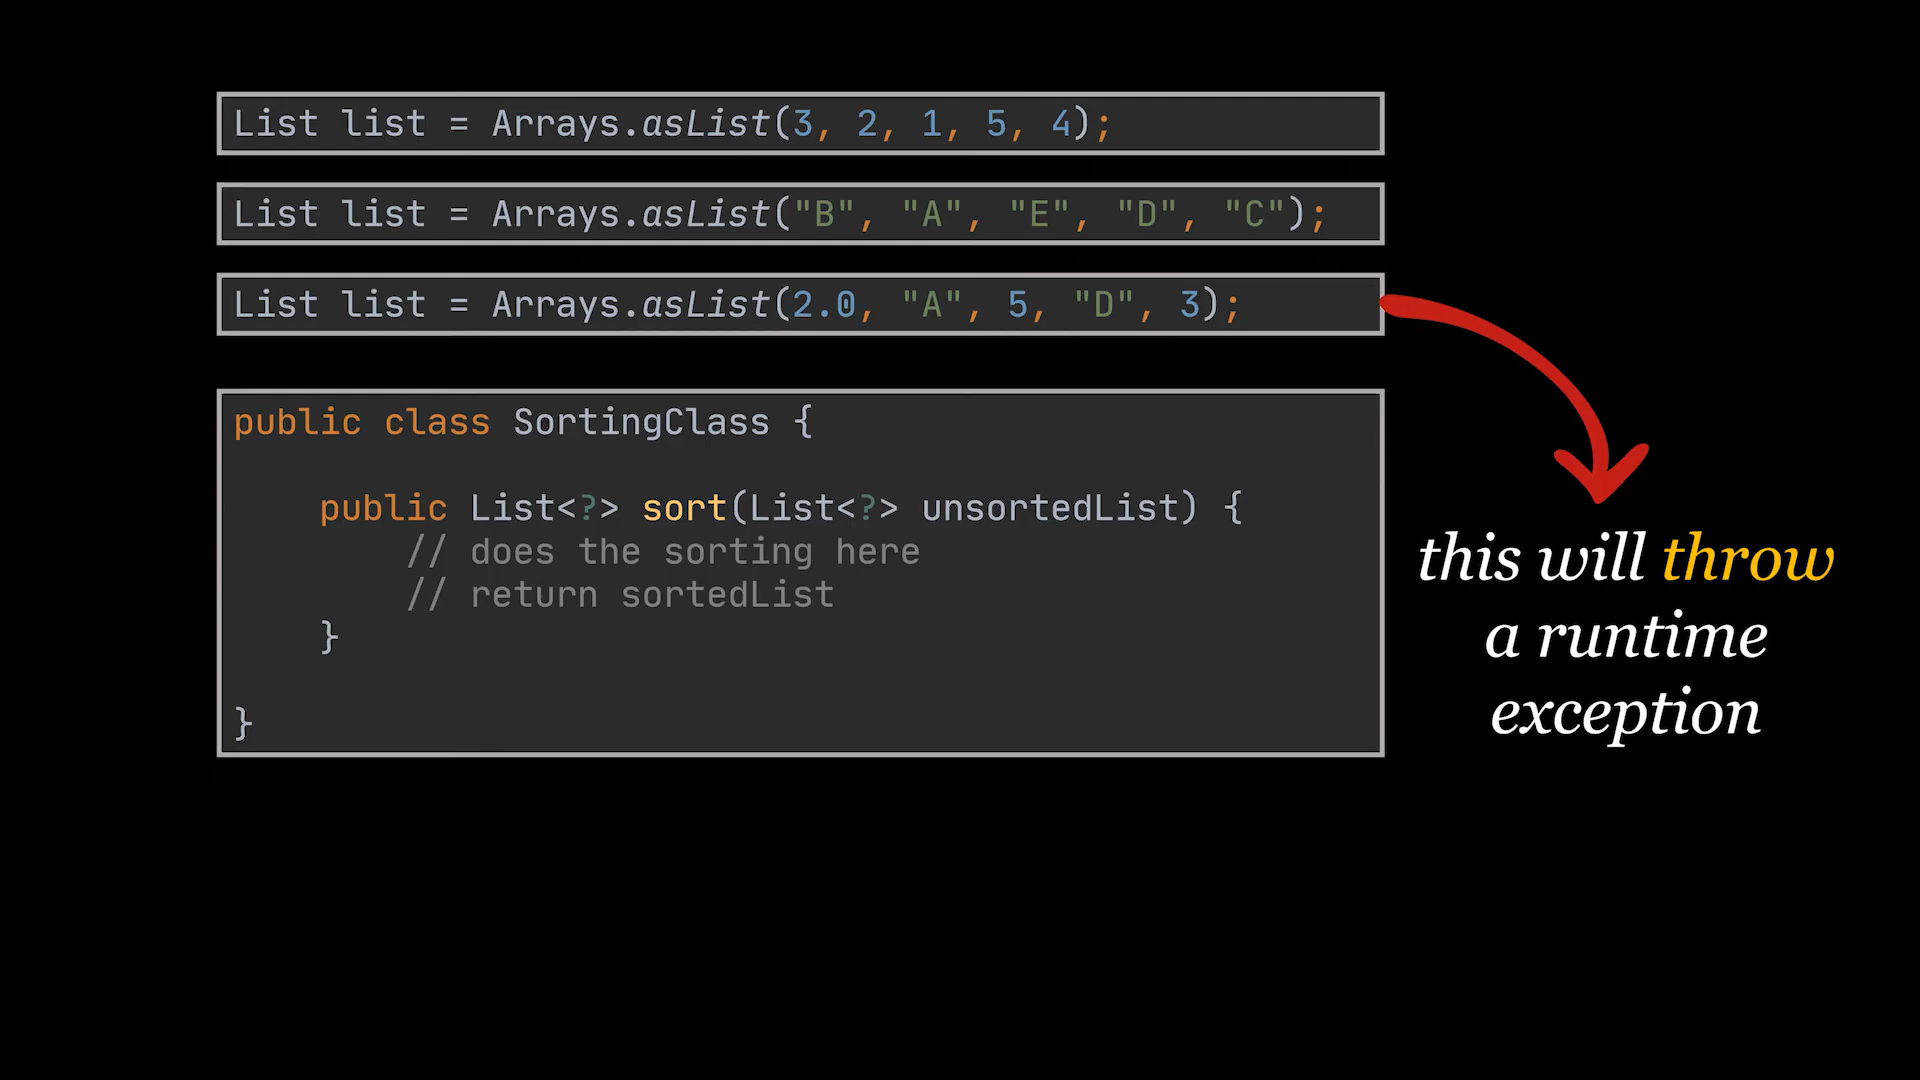 List list = Arrays.asList(3, 2, 1, 5, 4);
List list = Arrays.asList("B", "A", "E", "D", "C");
List list = Arrays.asList(2.0, "A", 5, "D", 3);
public class SortingClass {
public List<?> sort(List<?> unsortedList) {
// does the sorting here
// return sortedList
}
}
this will throw
a runtime
exception